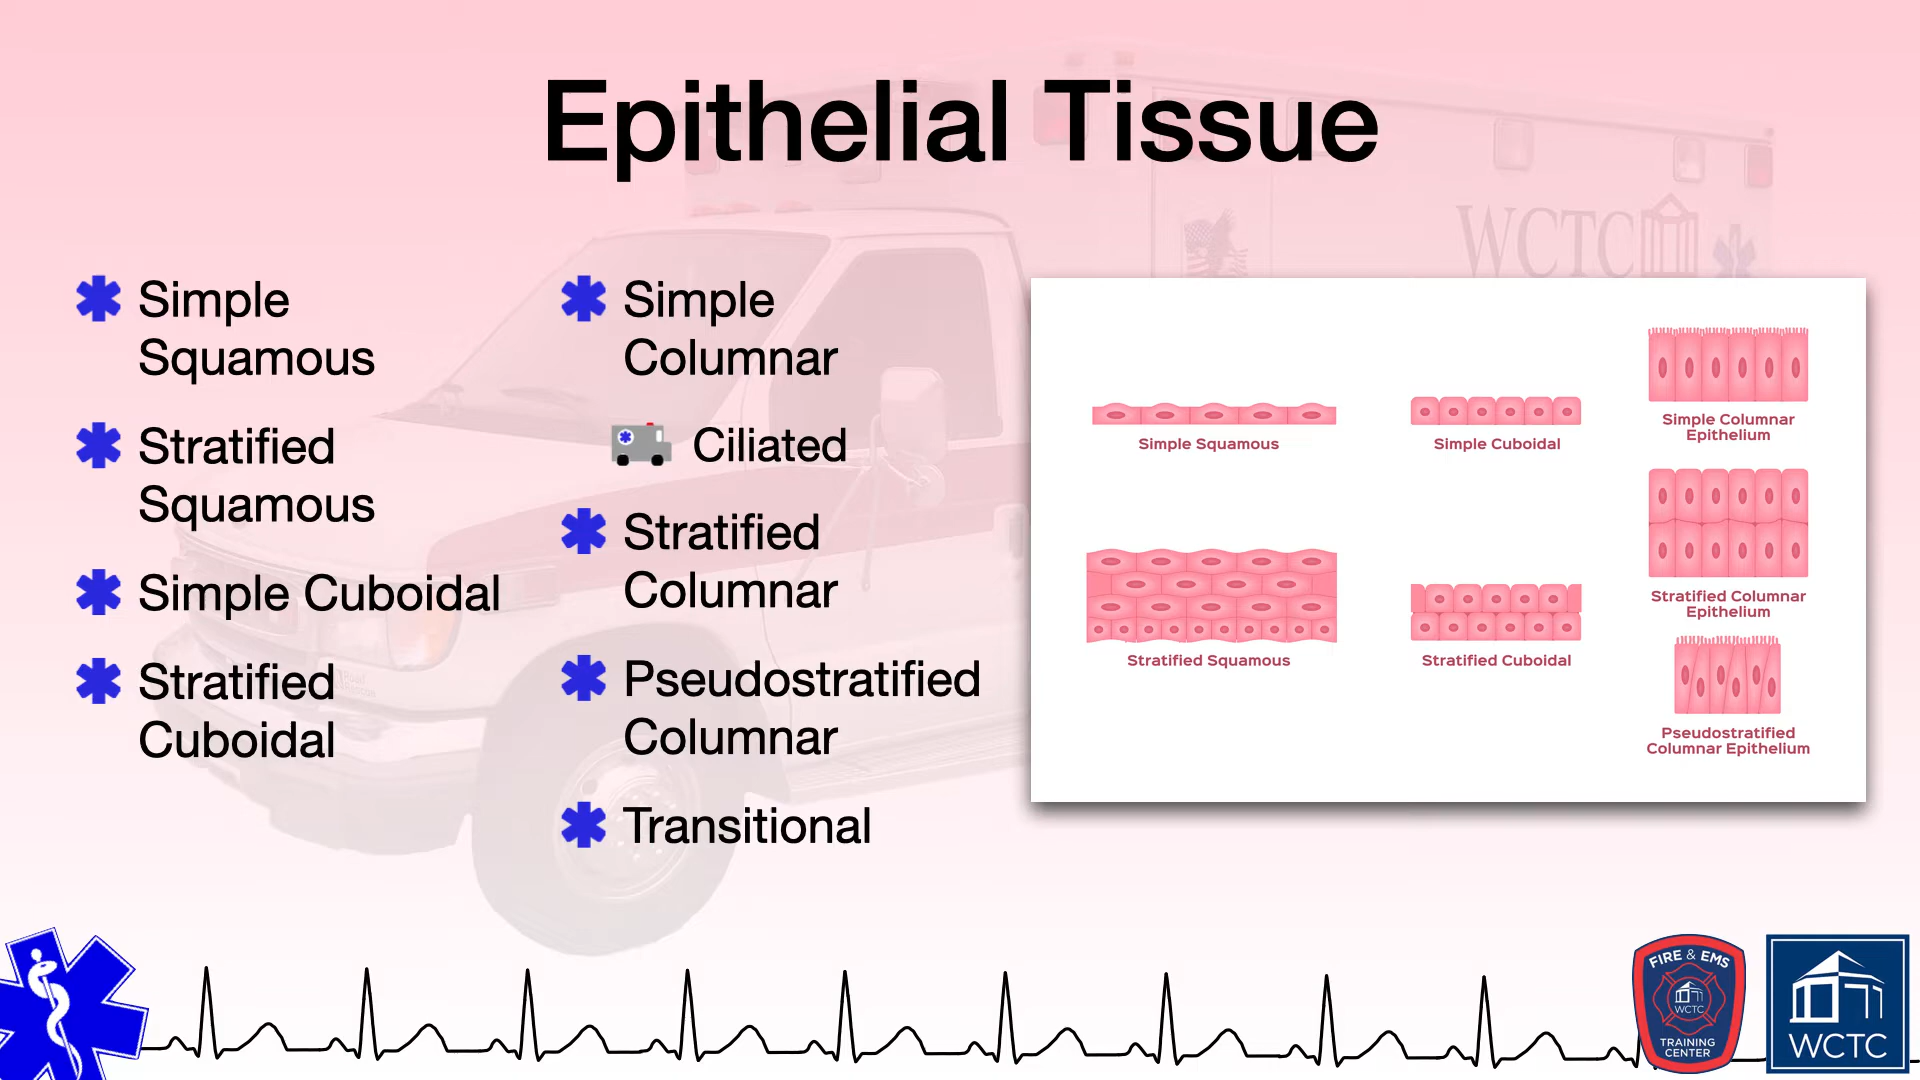 Epithelial Tissue
Simple
Squamous
Stratified
Squamous
Simple Cuboidal
Stratified
Cuboidal
Simple
Columnar
Ciliated
Stratified
Columnar
Pseudostratified
Columnar
Transitional
WCTC
Simple Squamous
Simple Cuboidal
Simple Columnar
Epithelium
Stratified Squamous
Stratified Cuboidal
Stratified Columnar
Epithelium
Pseudostratified
Columnar Epithelium
FIRE & EMS
WCTC
TRAINING
CENTER
WCTC